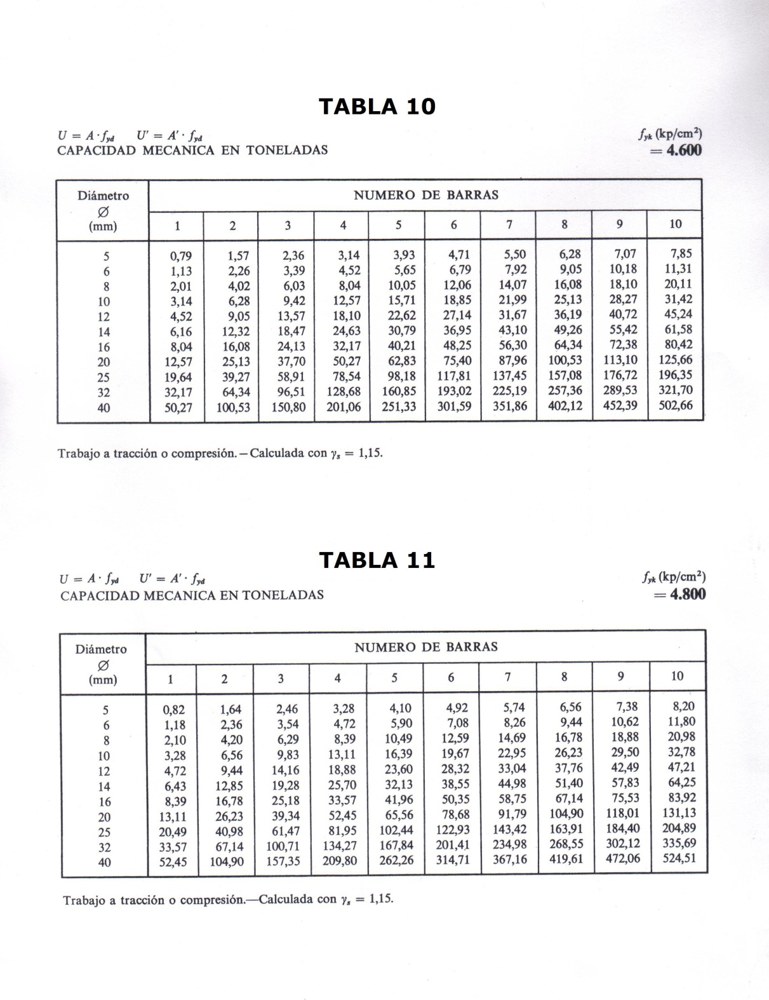 TABLA 10
U = A · fyd U' = A' · fyd fyk (kp/cm²)
CAPACIDAD MECANICA EN TONELADAS = 4.600
Diámetro NUMERO DE BARRAS
Ø
(mm) 1 2 3 4 5 6 7 8 9 10
5 0,79 1,57 2,36 3,14 3,93 4,71 5,50 6,28 7,07 7,85
6 1,13 2,26 3,39 4,52 5,65 6,79 7,92 9,05 10,18 11,31
8 2,01 4,02 6,03 8,04 10,05 12,06 14,07 16,08 18,10 20,11
10 3,14 6,28 9,42 12,57 15,71 18,85 21,99 25,13 28,27 31,42
12 4,52 9,05 13,57 18,10 22,62 27,14 31,67 36,19 40,72 45,24
14 6,16 12,32 18,47 24,63 30,79 36,95 43,10 49,26 55,42 61,58
16 8,04 16,08 24,13 32,17 40,21 48,25 56,30 64,34 72,38 80,42
20 12,57 25,13 37,70 50,27 62,83 75,40 87,96 100,53 113,10 125,66
25 19,64 39,27 58,91 78,54 98,18 117,81 137,45 157,08 176,72 196,35
32 32,17 64,34 96,51 128,68 160,85 193,02 225,19 257,36 289,53 321,70
40 50,27 100,53 150,80 201,06 251,33 301,59 351,86 402,12 452,39 502,66
Trabajo a tracción o compresión.—Calculada con γs = 1,15.
TABLA 11
U = A · fyd U' = A' · fyd fyk (kp/cm²)
CAPACIDAD MECANICA EN TONELADAS = 4.800
Diámetro NUMERO DE BARRAS
Ø
(mm) 1 2 3 4 5 6 7 8 9 10
5 0,82 1,64 2,46 3,28 4,10 4,92 5,74 6,56 7,38 8,20
6 1,18 2,36 3,54 4,72 5,90 7,08 8,26 9,44 10,62 11,80
8 2,10 4,20 6,29 8,39 10,49 12,59 14,69 16,78 18,88 20,98
10 3,28 6,56 9,83 13,11 16,39 19,67 22,95 26,23 29,50 32,78
12 4,72 9,44 14,16 18,88 23,60 28,32 33,04 37,76 42,49 47,21
14 6,43 12,85 19,28 25,70 32,13 38,55 44,98 51,40 57,83 64,25
16 8,39 16,78 25,18 33,57 41,96 50,35 58,75 67,14 75,53 83,92
20 13,11 26,23 39,34 52,45 65,56 78,68 91,79 104,90 118,01 131,13
25 20,49 40,98 61,47 81,95 102,44 122,93 143,42 163,91 184,40 204,89
32 33,57 67,14 100,71 134,27 167,84 201,41 234,98 268,55 302,12 335,69
40 52,45 104,90 157,35 209,80 262,26 314,71 367,16 419,61 472,06 524,51
Trabajo a tracción o compresión.—Calculada con γs = 1,15.